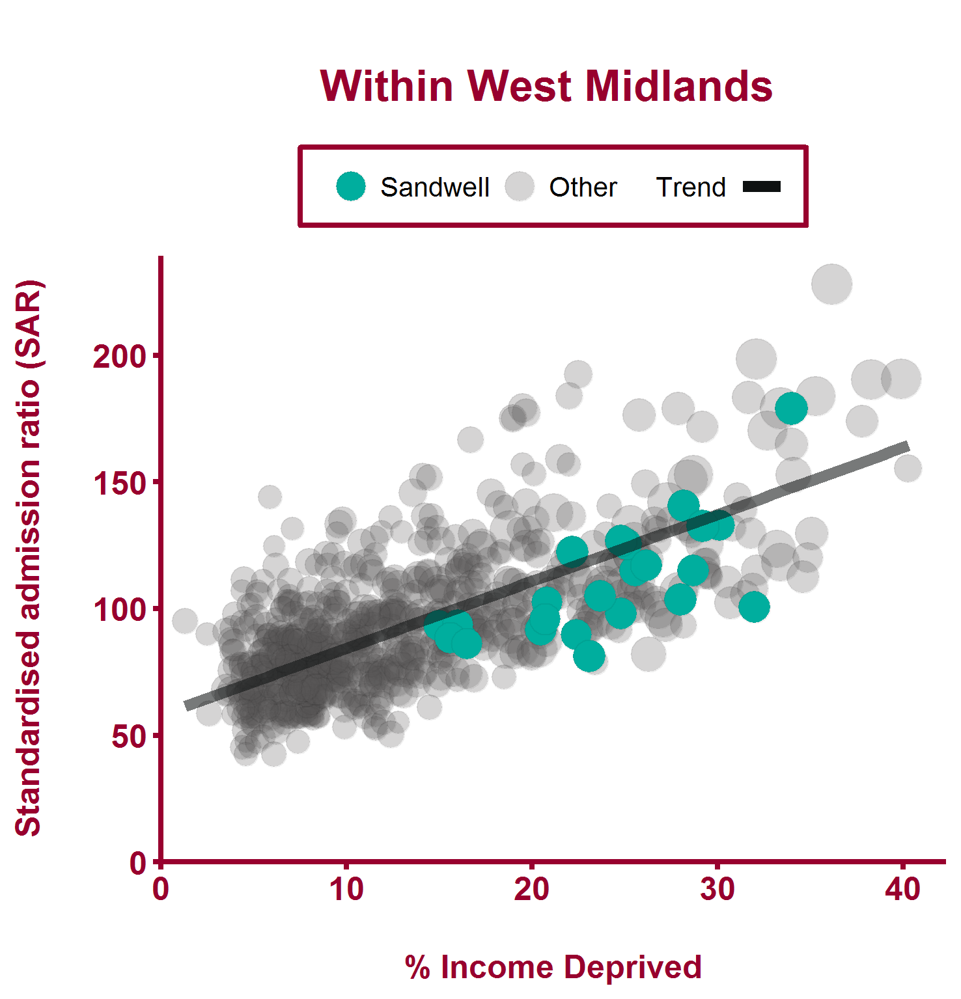 Within West Midlands
Sandwell Other Trend
Standardised admission ratio (SAR)
200
150
100
50
0
0 10 20 30 40
% Income Deprived